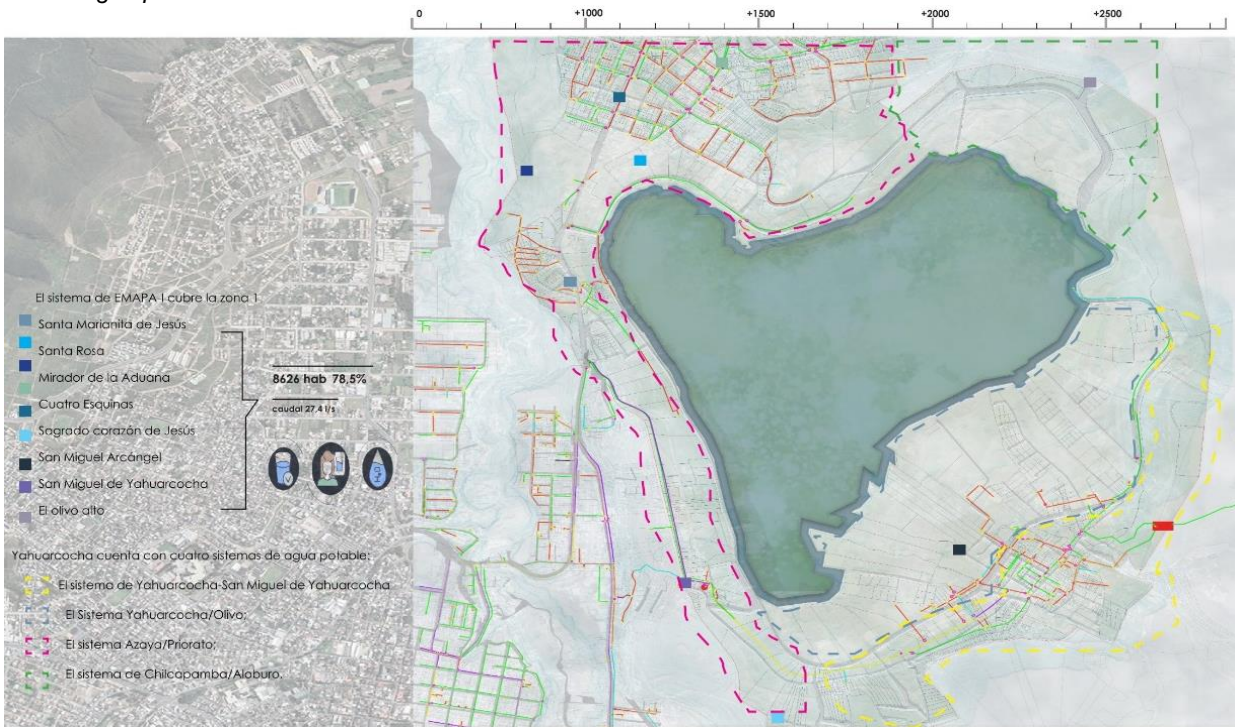 0 +1000 +1500 +2000 +2500
El sistema de EMAPA-I cubre la zona 1
Santa Marianita de Jesús
Santa Rosa
Mirador de la Aduana
Cuatro Esquinas
Sagrado corazón de Jesús
San Miguel Arcángel
San Miguel de Yahuarcocha
El olivo alto
8626 hab 78,5%
caudal 27.4 l/s
Yahuarcocha cuenta con cuatro sistemas de agua potable:
El sistema de Yahuarcocha-San Miguel de Yahuarcocha
El Sistema Yahuarcocha/Olivo;
El sistema Azaya/Priorato;
El sistema de Chilcapamba/Aloburo.